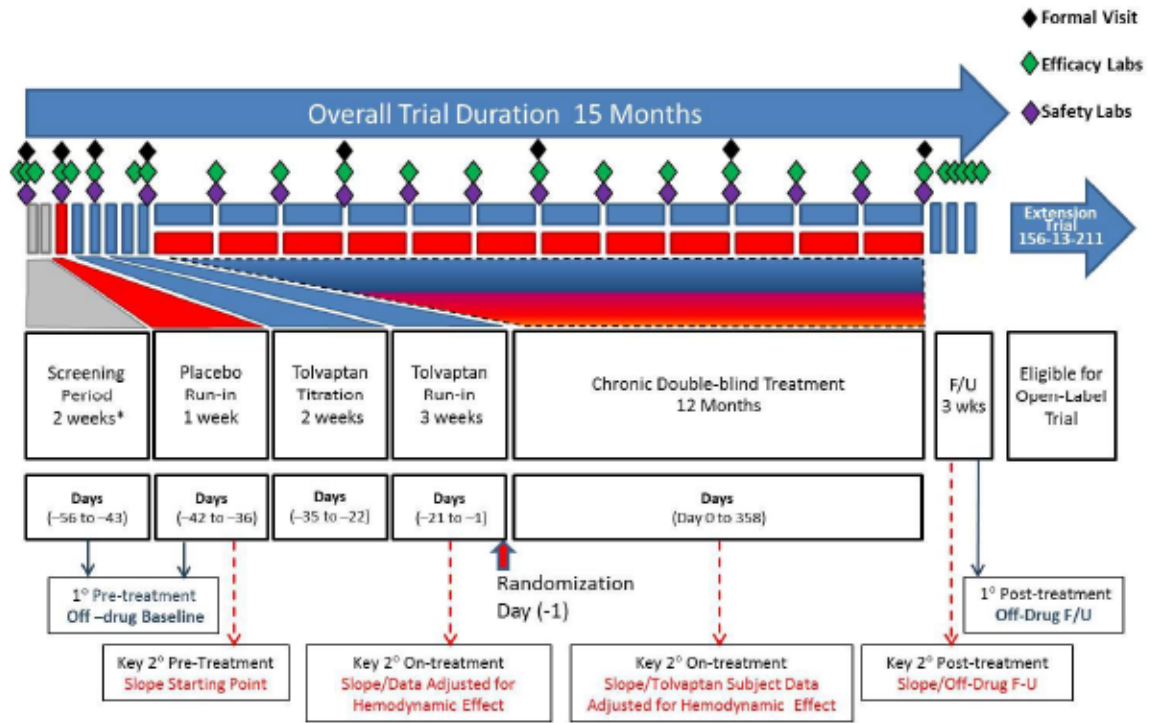 Formal Visit
Efficacy Labs
Safety Labs
Overall Trial Duration 15 Months
Extension
Trial
156-13-211
Screening
Period
2 weeks*
Placebo
Run-in
1 week
Tolvaptan
Titration
2 weeks
Tolvaptan
Run-in
3 weeks
Chronic Double-blind Treatment
12 Months
F/U
3 wks
Eligible for
Open-Label
Trial
Days
(–56 to –43)
Days
(–42 to –36)
Days
(–35 to –22)
Days
(–21 to –1)
Days
(Day 0 to 358)
Randomization
Day (-1)
1° Pre-treatment
Off –drug Baseline
1° Post-treatment
Off-Drug F/U
Key 2° Pre-Treatment
Slope Starting Point
Key 2° On-treatment
Slope/Data Adjusted for
Hemodynamic Effect
Key 2° On-treatment
Slope/Tolvaptan Subject Data
Adjusted for Hemodynamic Effect
Key 2° Post-treatment
Slope/Off-Drug F-U